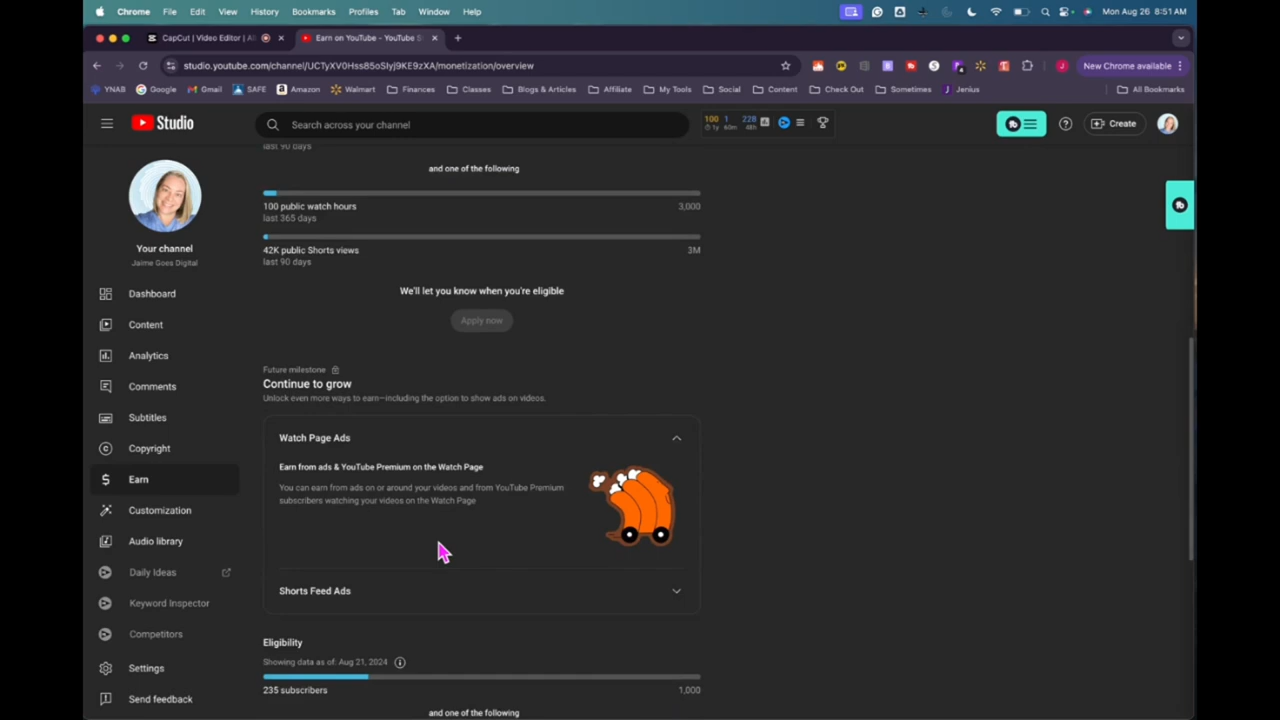 Chrome File Edit View History Bookmarks Profiles Tab Window Help
Mon Aug 26 8:51AM
CapCut | Video Editor | Al
Earn on YouTube - YouTube S
studio.youtube.com/channel/UCTyXV0Hss85oSlyj9KE9zXA/monetization/overview
New Chrome available
YNAB Google Gmail SAFE Amazon Walmart Finances Classes Blogs & Articles Affiliate My Tools Social Content Check Out Sometimes Jenius All Bookmarks
Studio
Search across your channel
100 1 228
1y 60m 48h
Create
last 90 days
and one of the following
100 public watch hours 3,000
last 365 days
42K public Shorts views 3M
last 90 days
We'll let you know when you're eligible
Apply now
Your channel
Jaime Goes Digital
Dashboard
Content
Analytics
Comments
Subtitles
Copyright
Earn
Customization
Audio library
Daily Ideas
Keyword Inspector
Competitors
Settings
Send feedback
Future milestone
Continue to grow
Unlock even more ways to earn—including the option to show ads on videos.
Watch Page Ads
Earn from ads & YouTube Premium on the Watch Page
You can earn from ads on or around your videos and from YouTube Premium
subscribers watching your videos on the Watch Page
Shorts Feed Ads
Eligibility
Showing data as of: Aug 21, 2024
235 subscribers 1,000
and one of the following